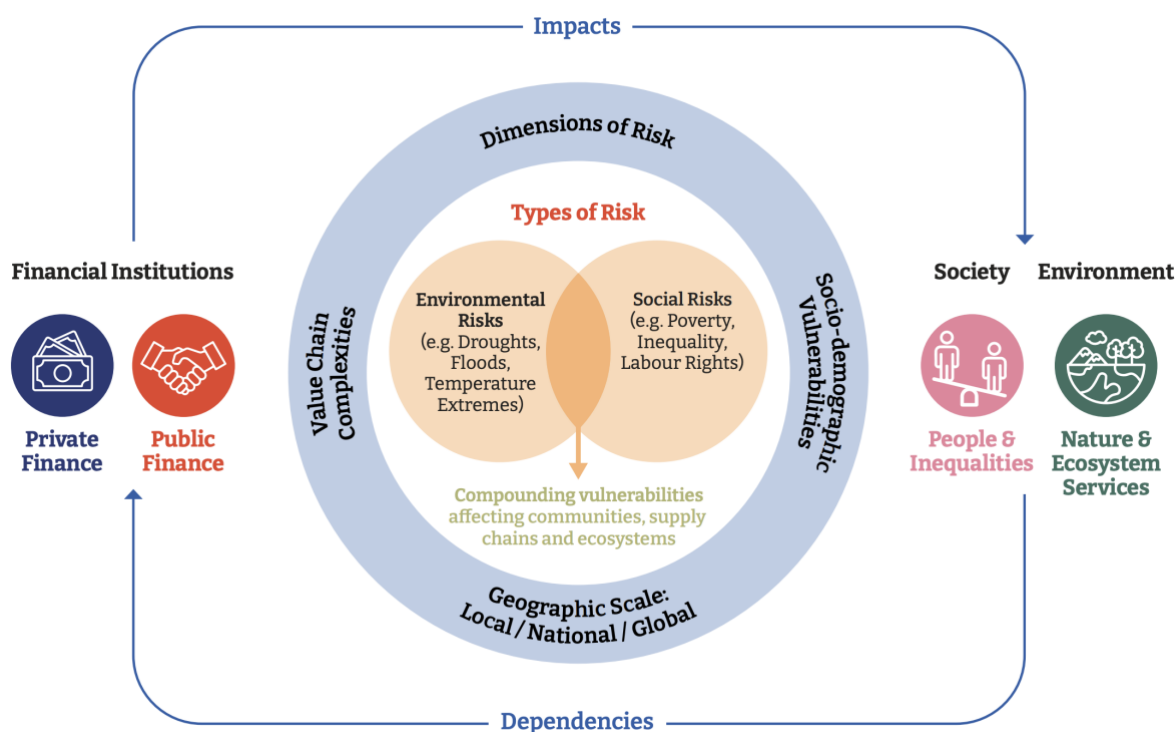 Impacts
Dimensions of Risk
Types of Risk
Financial Institutions
Private
Finance
Public
Finance
Value Chain
Complexities
Environmental
Risks
(e.g. Droughts,
Floods,
Temperature
Extremes)
Social Risks
(e.g. Poverty,
Inequality,
Labour Rights)
Compounding vulnerabilities
affecting communities, supply
chains and ecosystems
Socio-demographic
Vulnerabilities
Geographic Scale:
Local / National / Global
Society
People &
Inequalities
Environment
Nature &
Ecosystem
Services
Dependencies